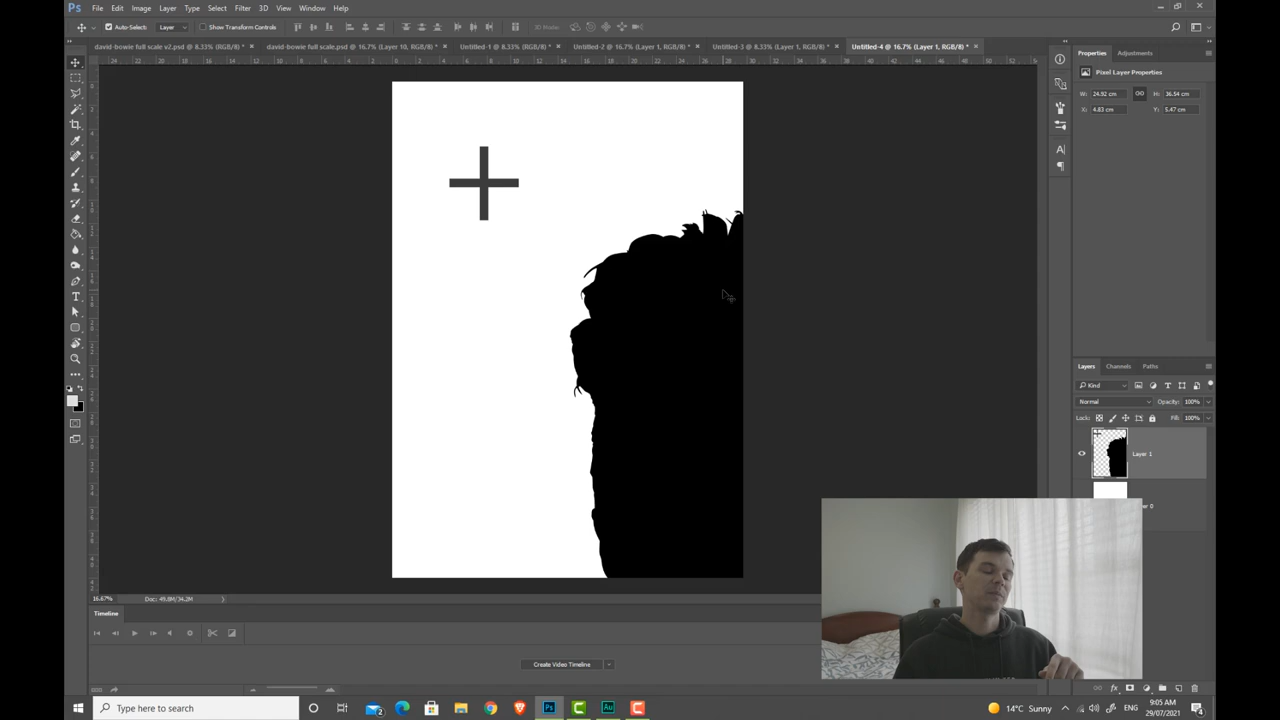 Ps File Edit Image Layer Type Select Filter 3D View Window Help
Auto-Select: Layer Show Transform Controls 3D Mode:
david-bowie full scale v2.psd @ 8.33% (RGB/8) * × david-bowie full scale.psd @ 16.7% (Layer 10, RGB/8) * × Untitled-1 @ 8.33% (RGB/8) * × Untitled-2 @ 16.7% (Layer 1, RGB/8) * × Untitled-3 @ 8.33% (Layer 1, RGB/8) * × Untitled-4 @ 16.7% (Layer 1, RGB/8) * ×
Properties Adjustments
Pixel Layer Properties
W: 24.92 cm H: 36.54 cm
X: 4.83 cm Y: 5.47 cm
Layers Channels Paths
Kind
Normal Opacity: 100%
Lock: Fill: 100%
Layer 1
er 0
16.67% Doc: 49.8M/34.2M
Timeline
Create Video Timeline
Type here to search
14°C Sunny
9:05 AM
29/07/2021